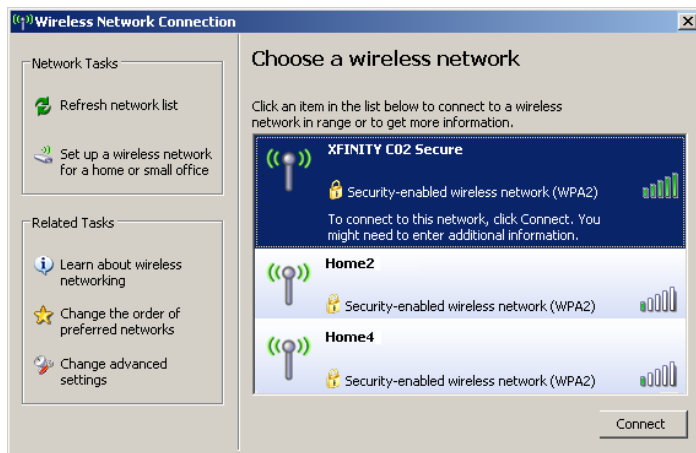 Wireless Network Connection
Network Tasks
Refresh network list
Set up a wireless network
for a home or small office
Related Tasks
Learn about wireless
networking
Change the order of
preferred networks
Change advanced
settings
Choose a wireless network
Click an item in the list below to connect to a wireless
network in range or to get more information.
XFINITY C02 Secure
Security-enabled wireless network (WPA2)
To connect to this network, click Connect. You
might need to enter additional information.
Home2
Security-enabled wireless network (WPA2)
Home4
Security-enabled wireless network (WPA2)
Connect